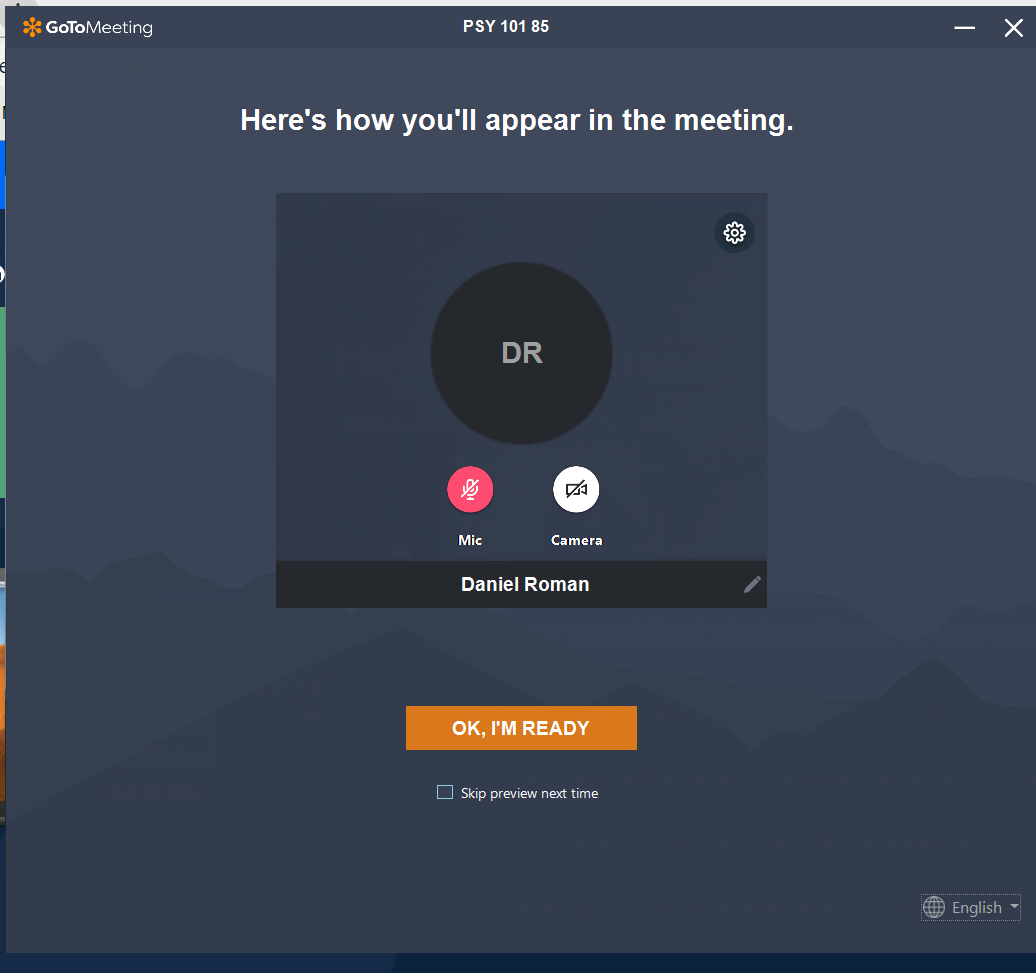 GoToMeeting
PSY 101 85
Here's how you'll appear in the meeting.
DR
Mic
Camera
Daniel Roman
OK, I'M READY
Skip preview next time
English